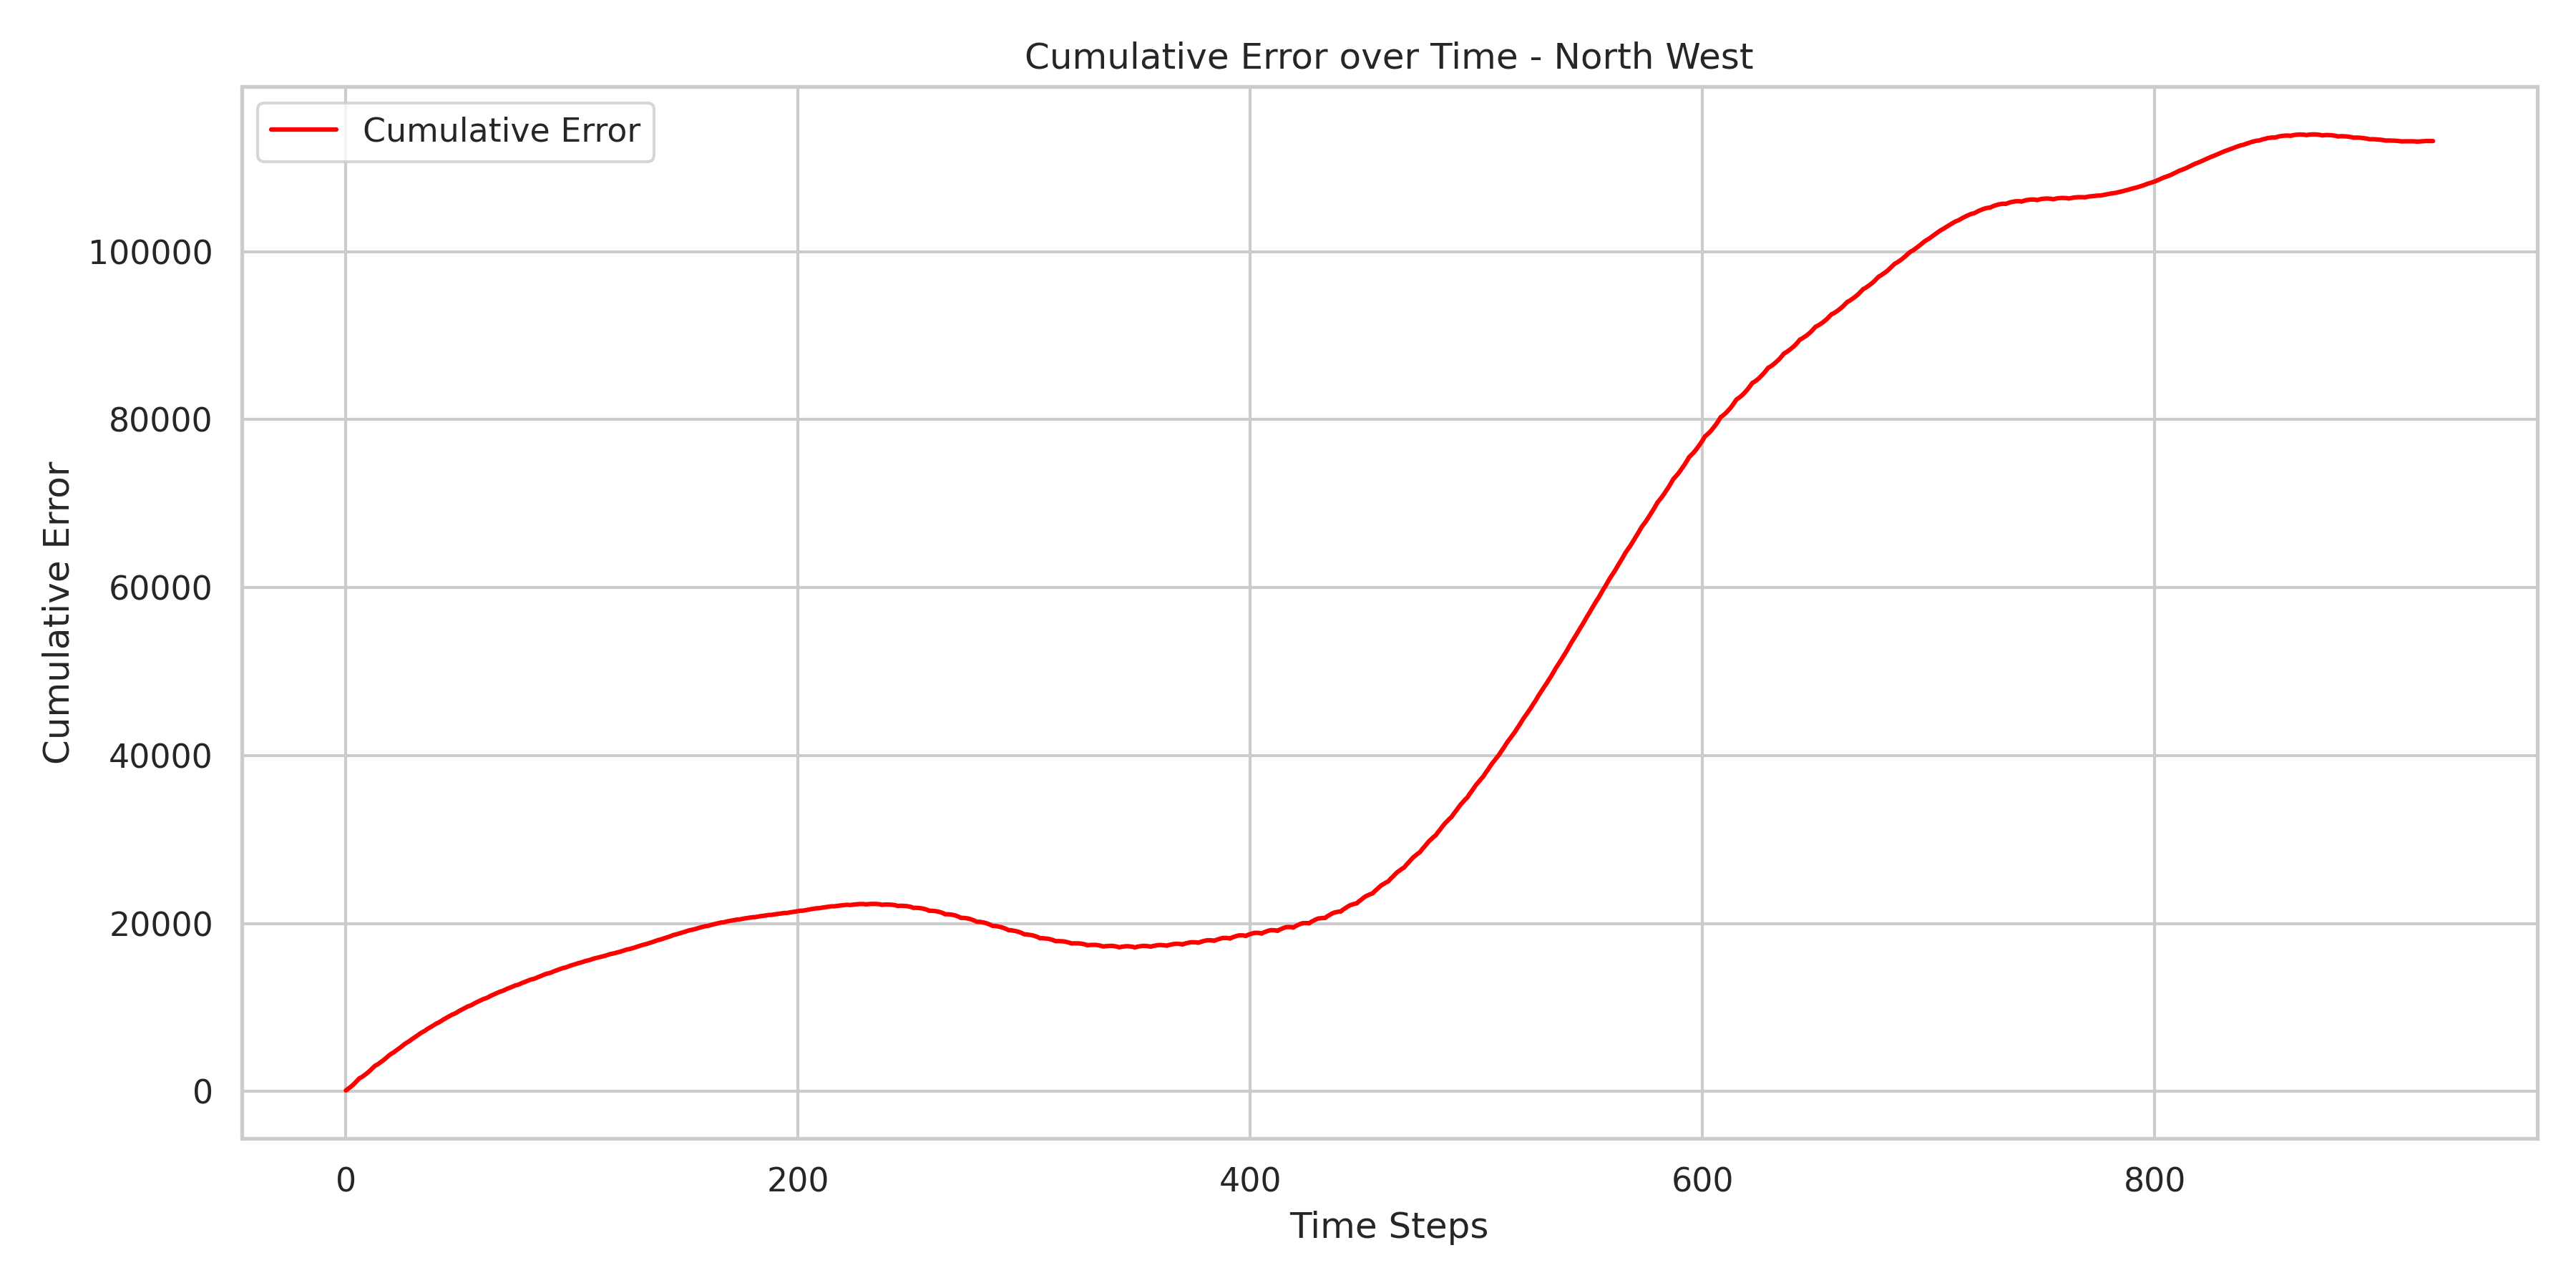 Cumulative Error over Time - North West
Cumulative Error
Cumulative Error
100000
80000
60000
40000
20000
0
0 200 400 600 800
Time Steps